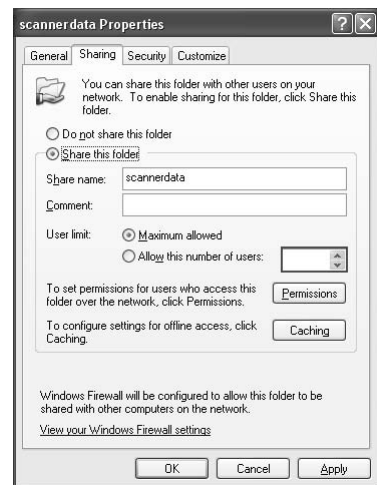 scannerdata Properties
General Sharing Security Customize
You can share this folder with other users on your
network. To enable sharing for this folder, click Share this
folder.
Do not share this folder
Share this folder
Share name: scannerdata
Comment:
User limit: Maximum allowed
Allow this number of users:
To set permissions for users who access this
folder over the network, click Permissions.
Permissions
To configure settings for offline access, click
Caching.
Caching
Windows Firewall will be configured to allow this folder to be
shared with other computers on the network.
View your Windows Firewall settings
OK Cancel Apply